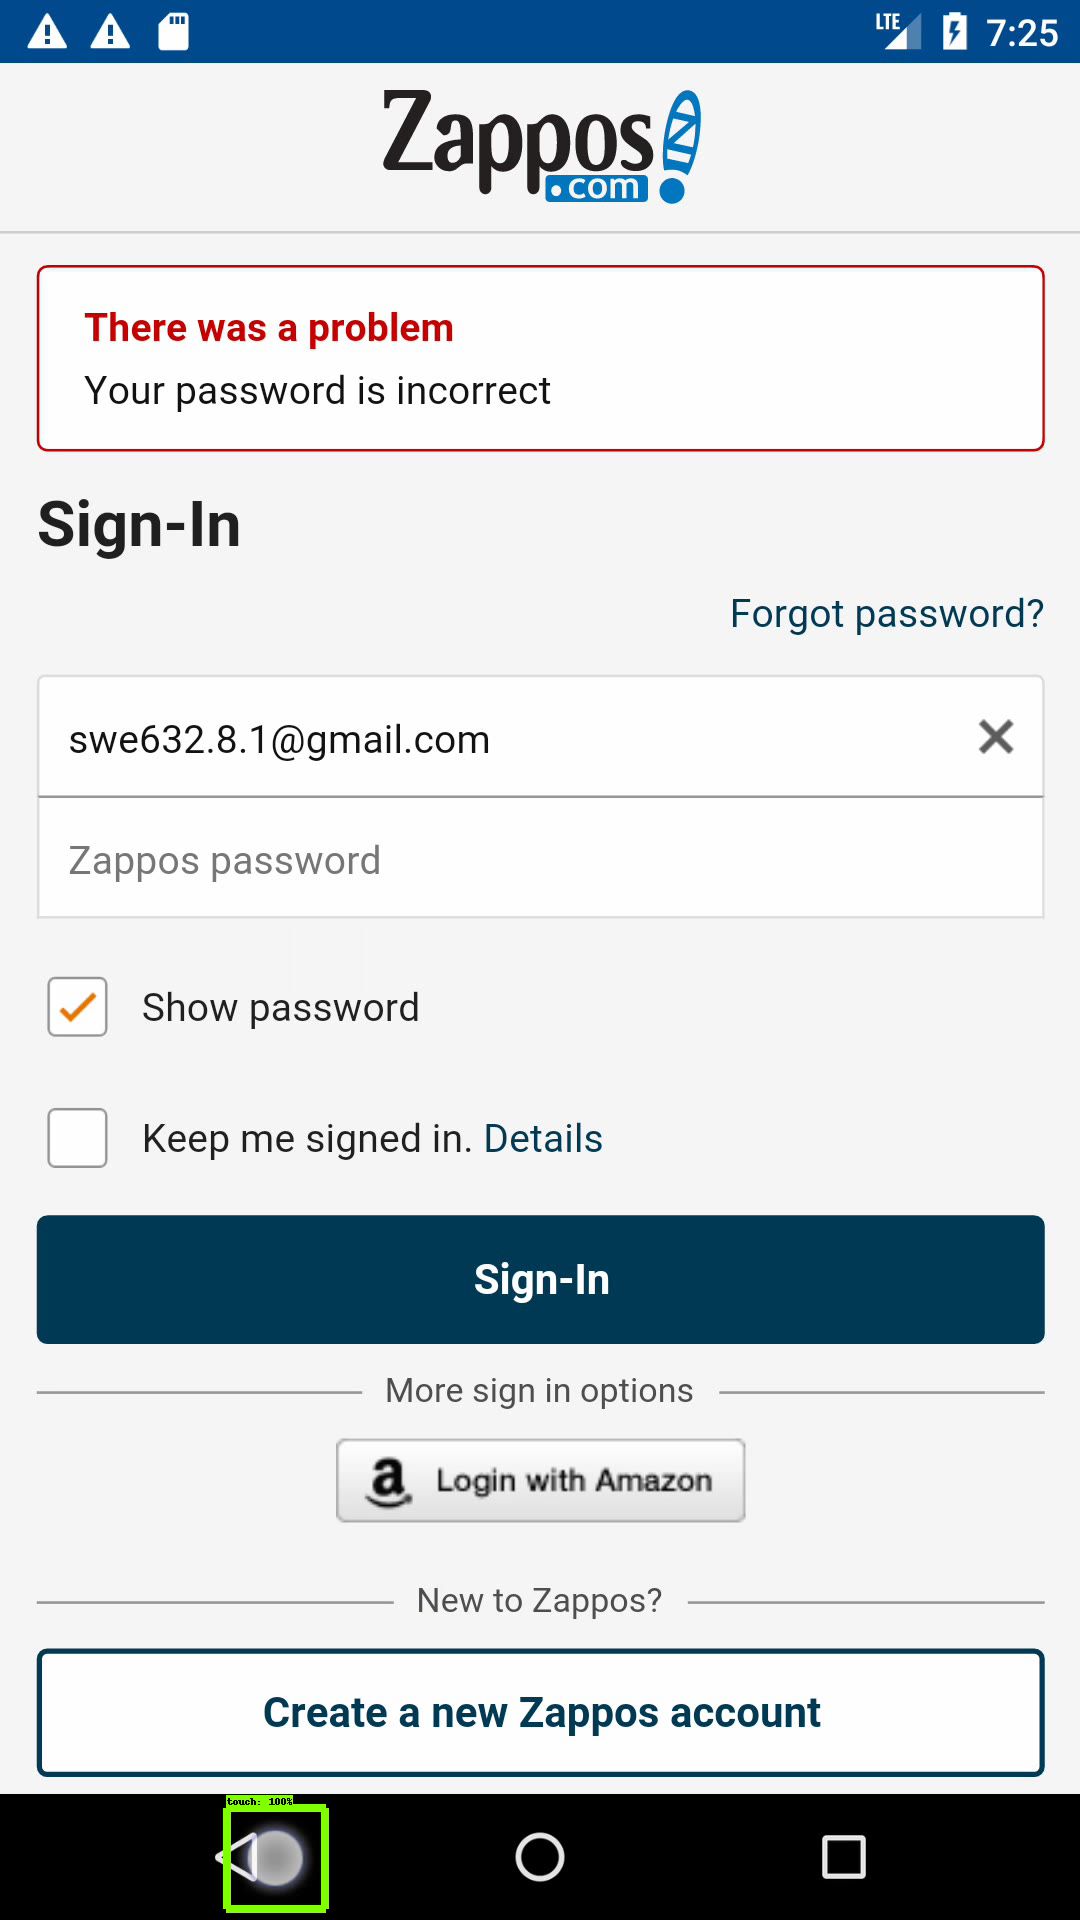 LTE 7:25
Zappos
.com
There was a problem
Your password is incorrect
Sign-In
Forgot password?
swe632.8.1@gmail.com
Zappos password
Show password
Keep me signed in. Details
Sign-In
More sign in options
a Login with Amazon
New to Zappos?
Create a new Zappos account
touch: 100%